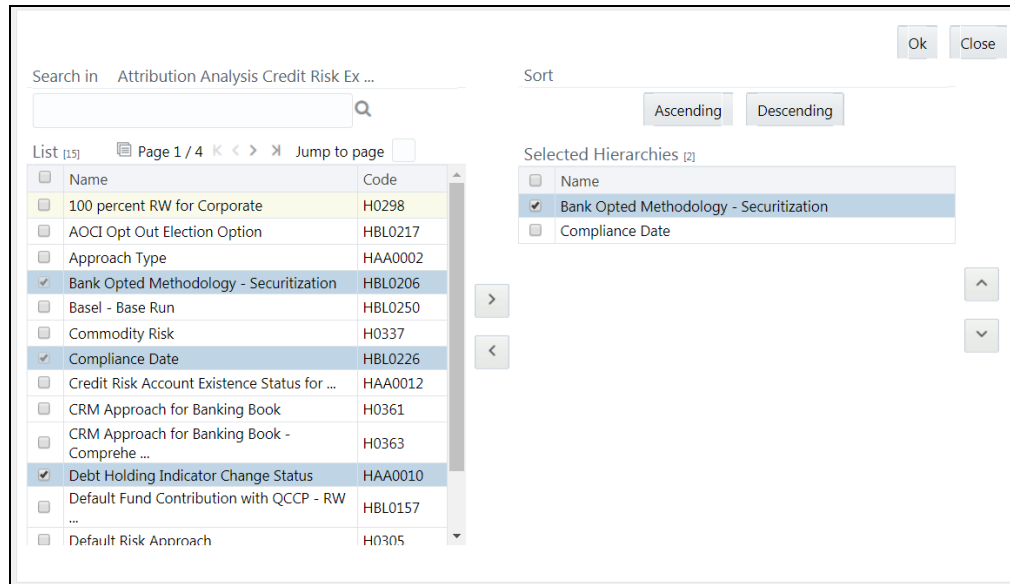 Ok Close
Search in Attribution Analysis Credit Risk Ex ...
Sort
Ascending Descending
List [15] Page 1 / 4 Jump to page
Selected Hierarchies [2]
Name Code
100 percent RW for Corporate H0298
AOCI Opt Out Election Option HBL0217
Approach Type HAA0002
Bank Opted Methodology - Securitization HBL0206
Basel - Base Run HBL0250
Commodity Risk H0337
Compliance Date HBL0226
Credit Risk Account Existence Status for ... HAA0012
CRM Approach for Banking Book H0361
CRM Approach for Banking Book -
Comprehe ... H0363
Debt Holding Indicator Change Status HAA0010
Default Fund Contribution with QCCP - RW
... HBL0157
Default Risk Approach H0305
Name
Bank Opted Methodology - Securitization
Compliance Date